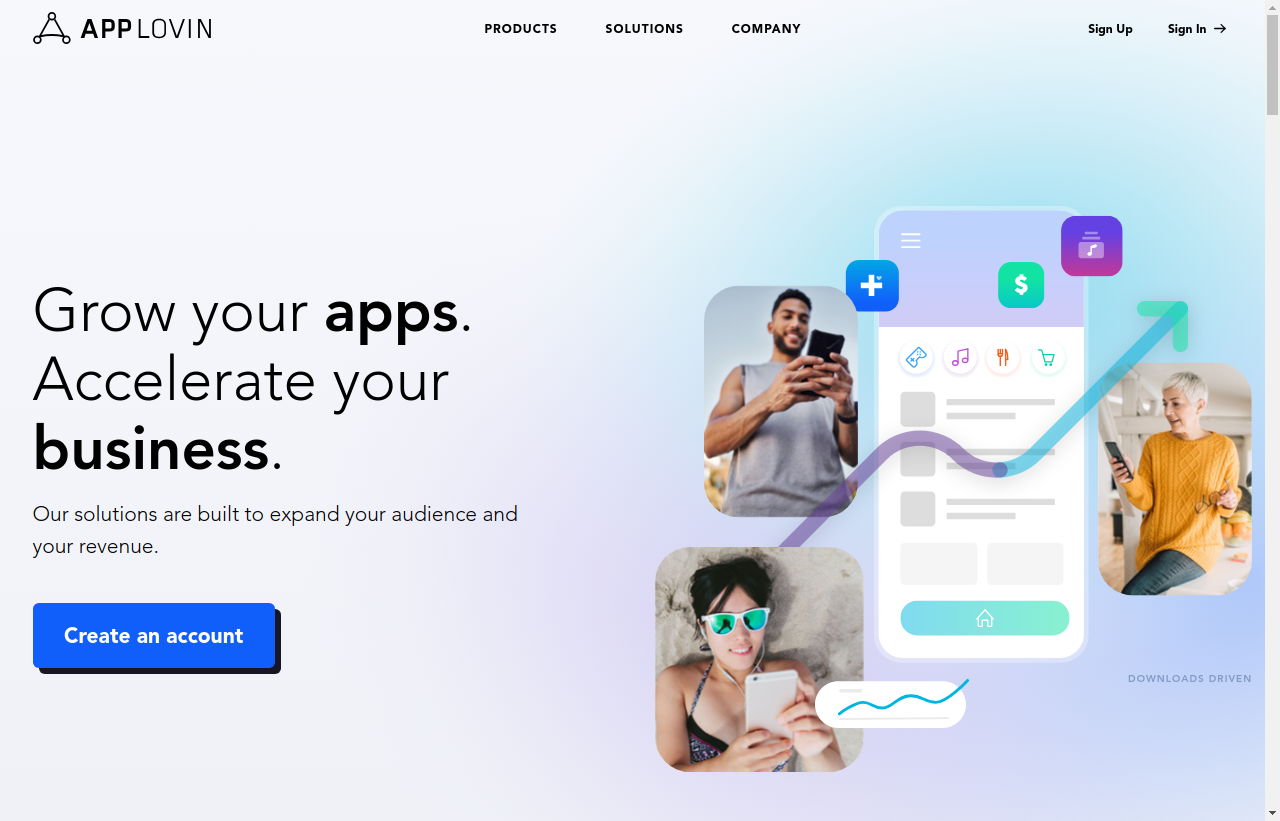 APPLOVIN
PRODUCTS
SOLUTIONS
COMPANY
Sign Up
Sign In →
Grow your apps.
Accelerate your
business.
Our solutions are built to expand your audience and
your revenue.
Create an account
$
DOWNLOADS DRIVEN